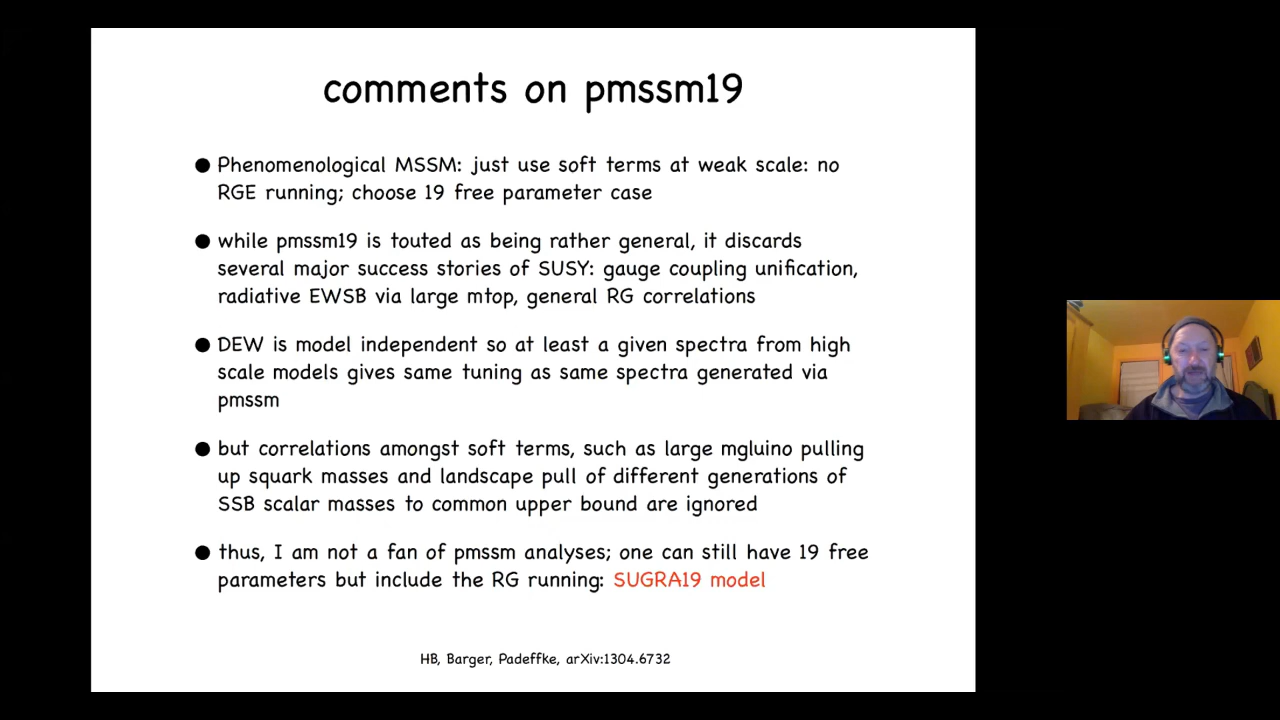 comments on pmssm19
● Phenomenological MSSM: just use soft terms at weak scale: no
RGE running; choose 19 free parameter case
● while pmssm19 is touted as being rather general, it discards
several major success stories of SUSY: gauge coupling unification,
radiative EWSB via large mtop, general RG correlations
● DEW is model independent so at least a given spectra from high
scale models gives same tuning as same spectra generated via
pmssm
● but correlations amongst soft terms, such as large mgluino pulling
up squark masses and landscape pull of different generations of
SSB scalar masses to common upper bound are ignored
● thus, I am not a fan of pmssm analyses; one can still have 19 free
parameters but include the RG running: SUGRA19 model
HB, Barger, Padeffke, arXiv:1304.6732